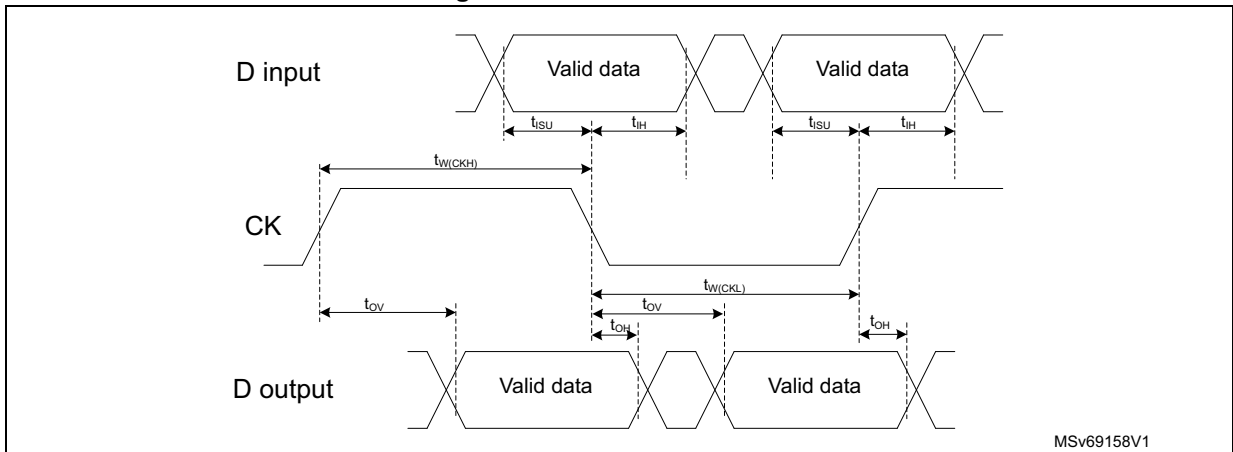 D input
Valid data
Valid data
tISU
tIH
tISU
tIH
tW(CKH)
CK
tW(CKL)
tOV
tOV
tOH
tOH
D output
Valid data
Valid data
MSv69158V1